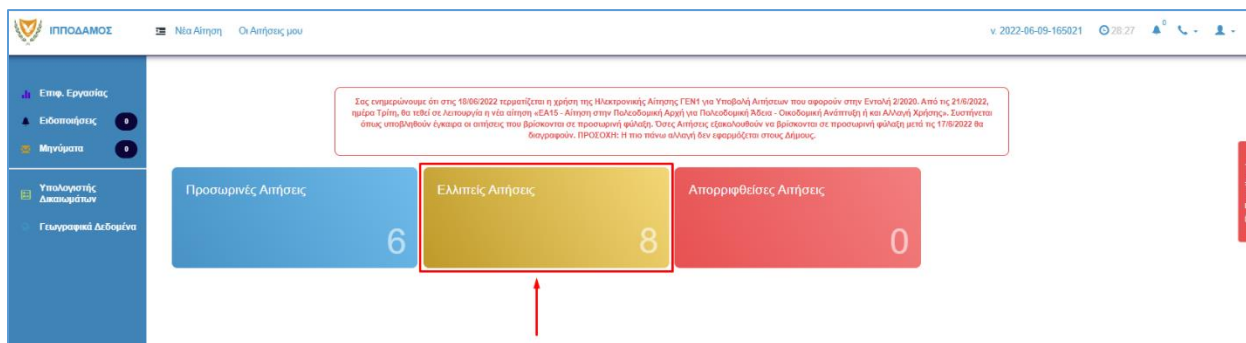 ΙΠΠΟΔΑΜΟΣ
Νέα Αίτηση Οι Αιτήσεις μου
v. 2022-06-09-165021 28:27 0
Επιφ. Εργασίας
Ειδοποιήσεις 0
Μηνύματα 0
Υπολογιστής
Δικαιωμάτων
Γεωγραφικά Δεδομένα
Σας ενημερώνουμε ότι στις 18/06/2022 τερματίζεται η χρήση της Ηλεκτρονικής Αίτησης ΓΕΝ1 για Υποβολή Αιτήσεων που αφορούν στην Εντολή 2/2020. Από τις 21/6/2022,
ημέρα Τρίτη, θα τεθεί σε λειτουργία η νέα αίτηση «ΕΑ15 - Αίτηση στην Πολεοδομική Αρχή για Πολεοδομική Άδεια - Οικοδομική Ανάπτυξη ή και Αλλαγή Χρήσης». Συστήνεται
όπως υποβληθούν έγκαιρα οι αιτήσεις που βρίσκονται σε προσωρινή φύλαξη. Όσες Αιτήσεις εξακολουθούν να βρίσκονται σε προσωρινή φύλαξη μετά τις 17/6/2022 θα
διαγραφούν. ΠΡΟΣΟΧΗ: Η πιο πάνω αλλαγή δεν εφαρμόζεται στους Δήμους.
Προσωρινές Αιτήσεις
6
Ελλιπείς Αιτήσεις
8
Απορριφθείσες Αιτήσεις
0